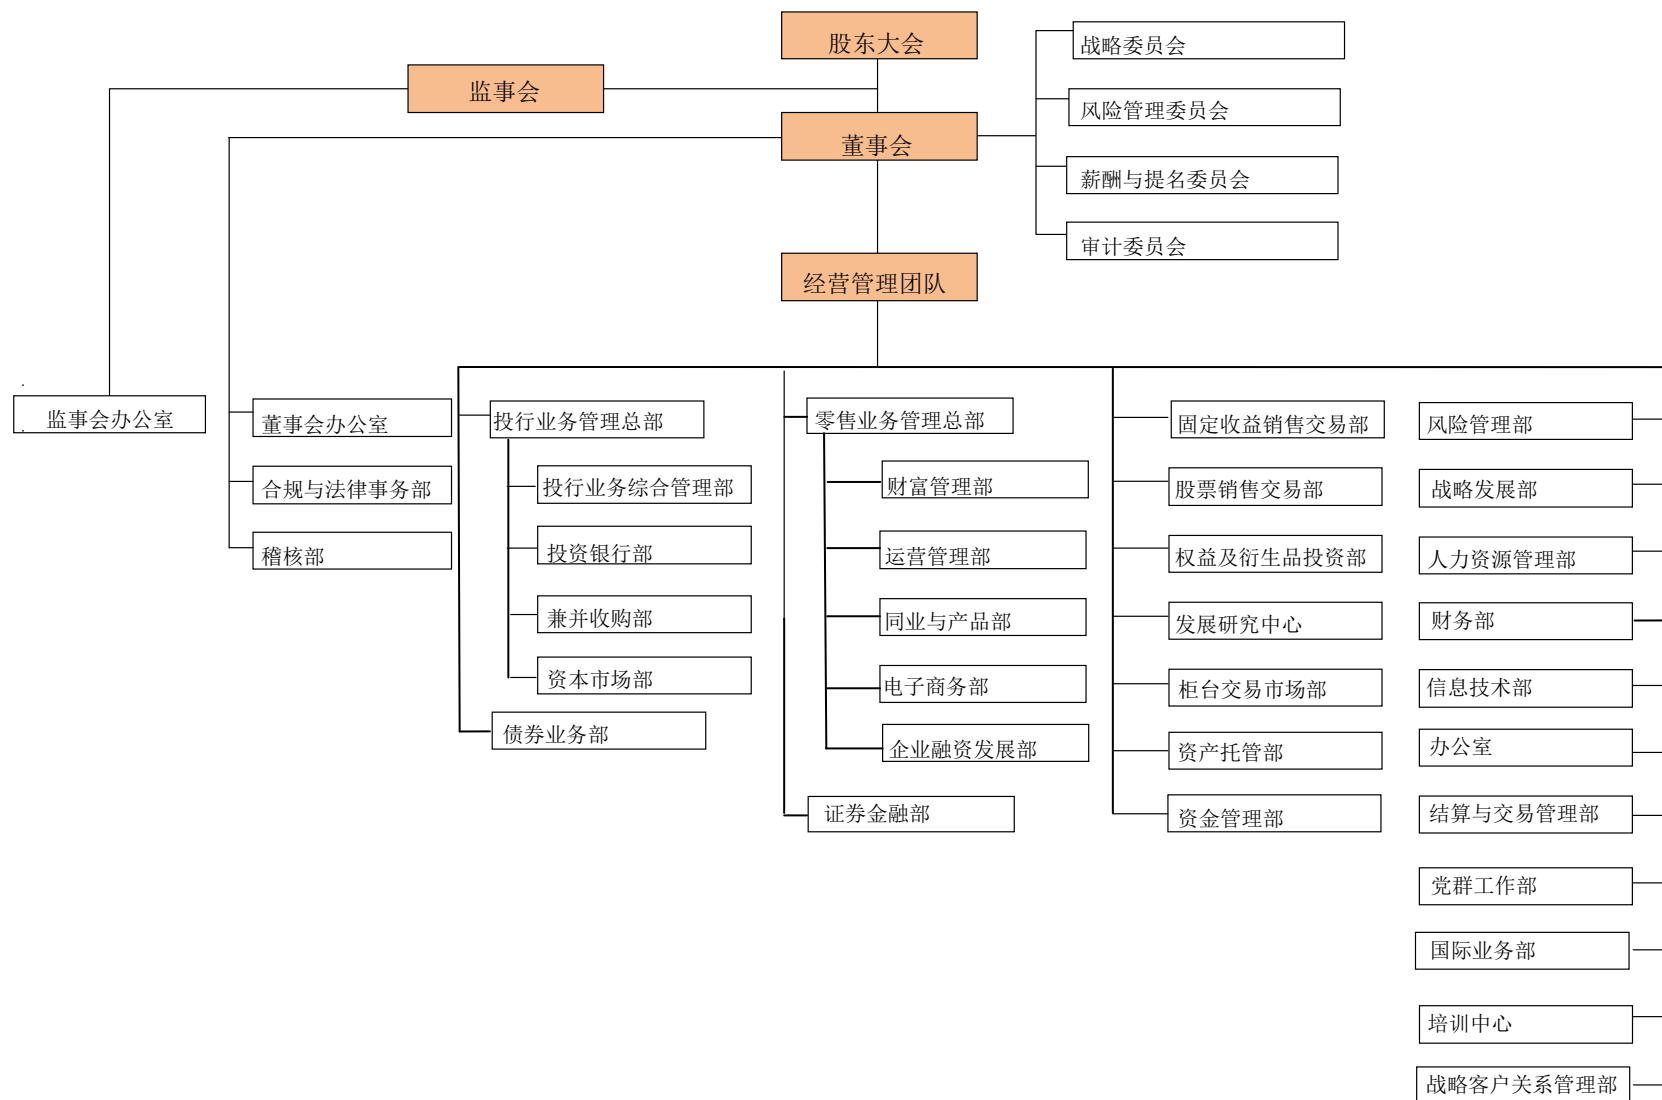 股东大会
监事会
董事会
战略委员会
风险管理委员会
薪酬与提名委员会
审计委员会
经营管理团队
监事会办公室
董事会办公室
合规与法律事务部
稽核部
投行业务管理总部
投行业务综合管理部
投资银行部
兼并收购部
资本市场部
债券业务部
零售业务管理总部
财富管理部
运营管理部
同业与产品部
电子商务部
企业融资发展部
证券金融部
固定收益销售交易部
股票销售交易部
权益及衍生品投资部
发展研究中心
柜台交易市场部
资产托管部
资金管理部
风险管理部
战略发展部
人力资源管理部
财务部
信息技术部
办公室
结算与交易管理部
党群工作部
国际业务部
培训中心
战略客户关系管理部